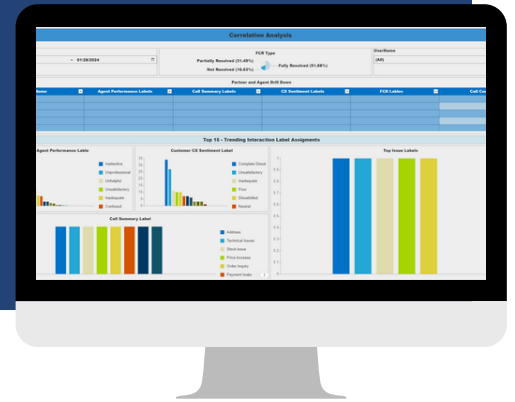 Correlation Analysis
FCR Type
UserName
- 01/28/2024
Partially Resolved (31.49%)
Fully Resolved (51.88%)
(All)
Not Resolved (16.63%)
Partner and Agent Drill Down
Name
Agent Performance Labels
Call Summary Labels
CX Sentiment Labels
FCR Lables
Call Co
Top 15 - Trending Interaction Label Assigments
Agent Performance Lable
Customer CX Sentiment Label
Top Issue Labels
Ineffective
Unprofessional
Unhelpful
Unsatisfactory
Inadequate
Confused
Complete Dissat
Unsatisfactory
Inadequate
Poor
Dissatisfied
Neutral
Call Summary Label
Address
Technical Issues
Stock Issue
Price Increase
Order Inquiry
Payment Issue